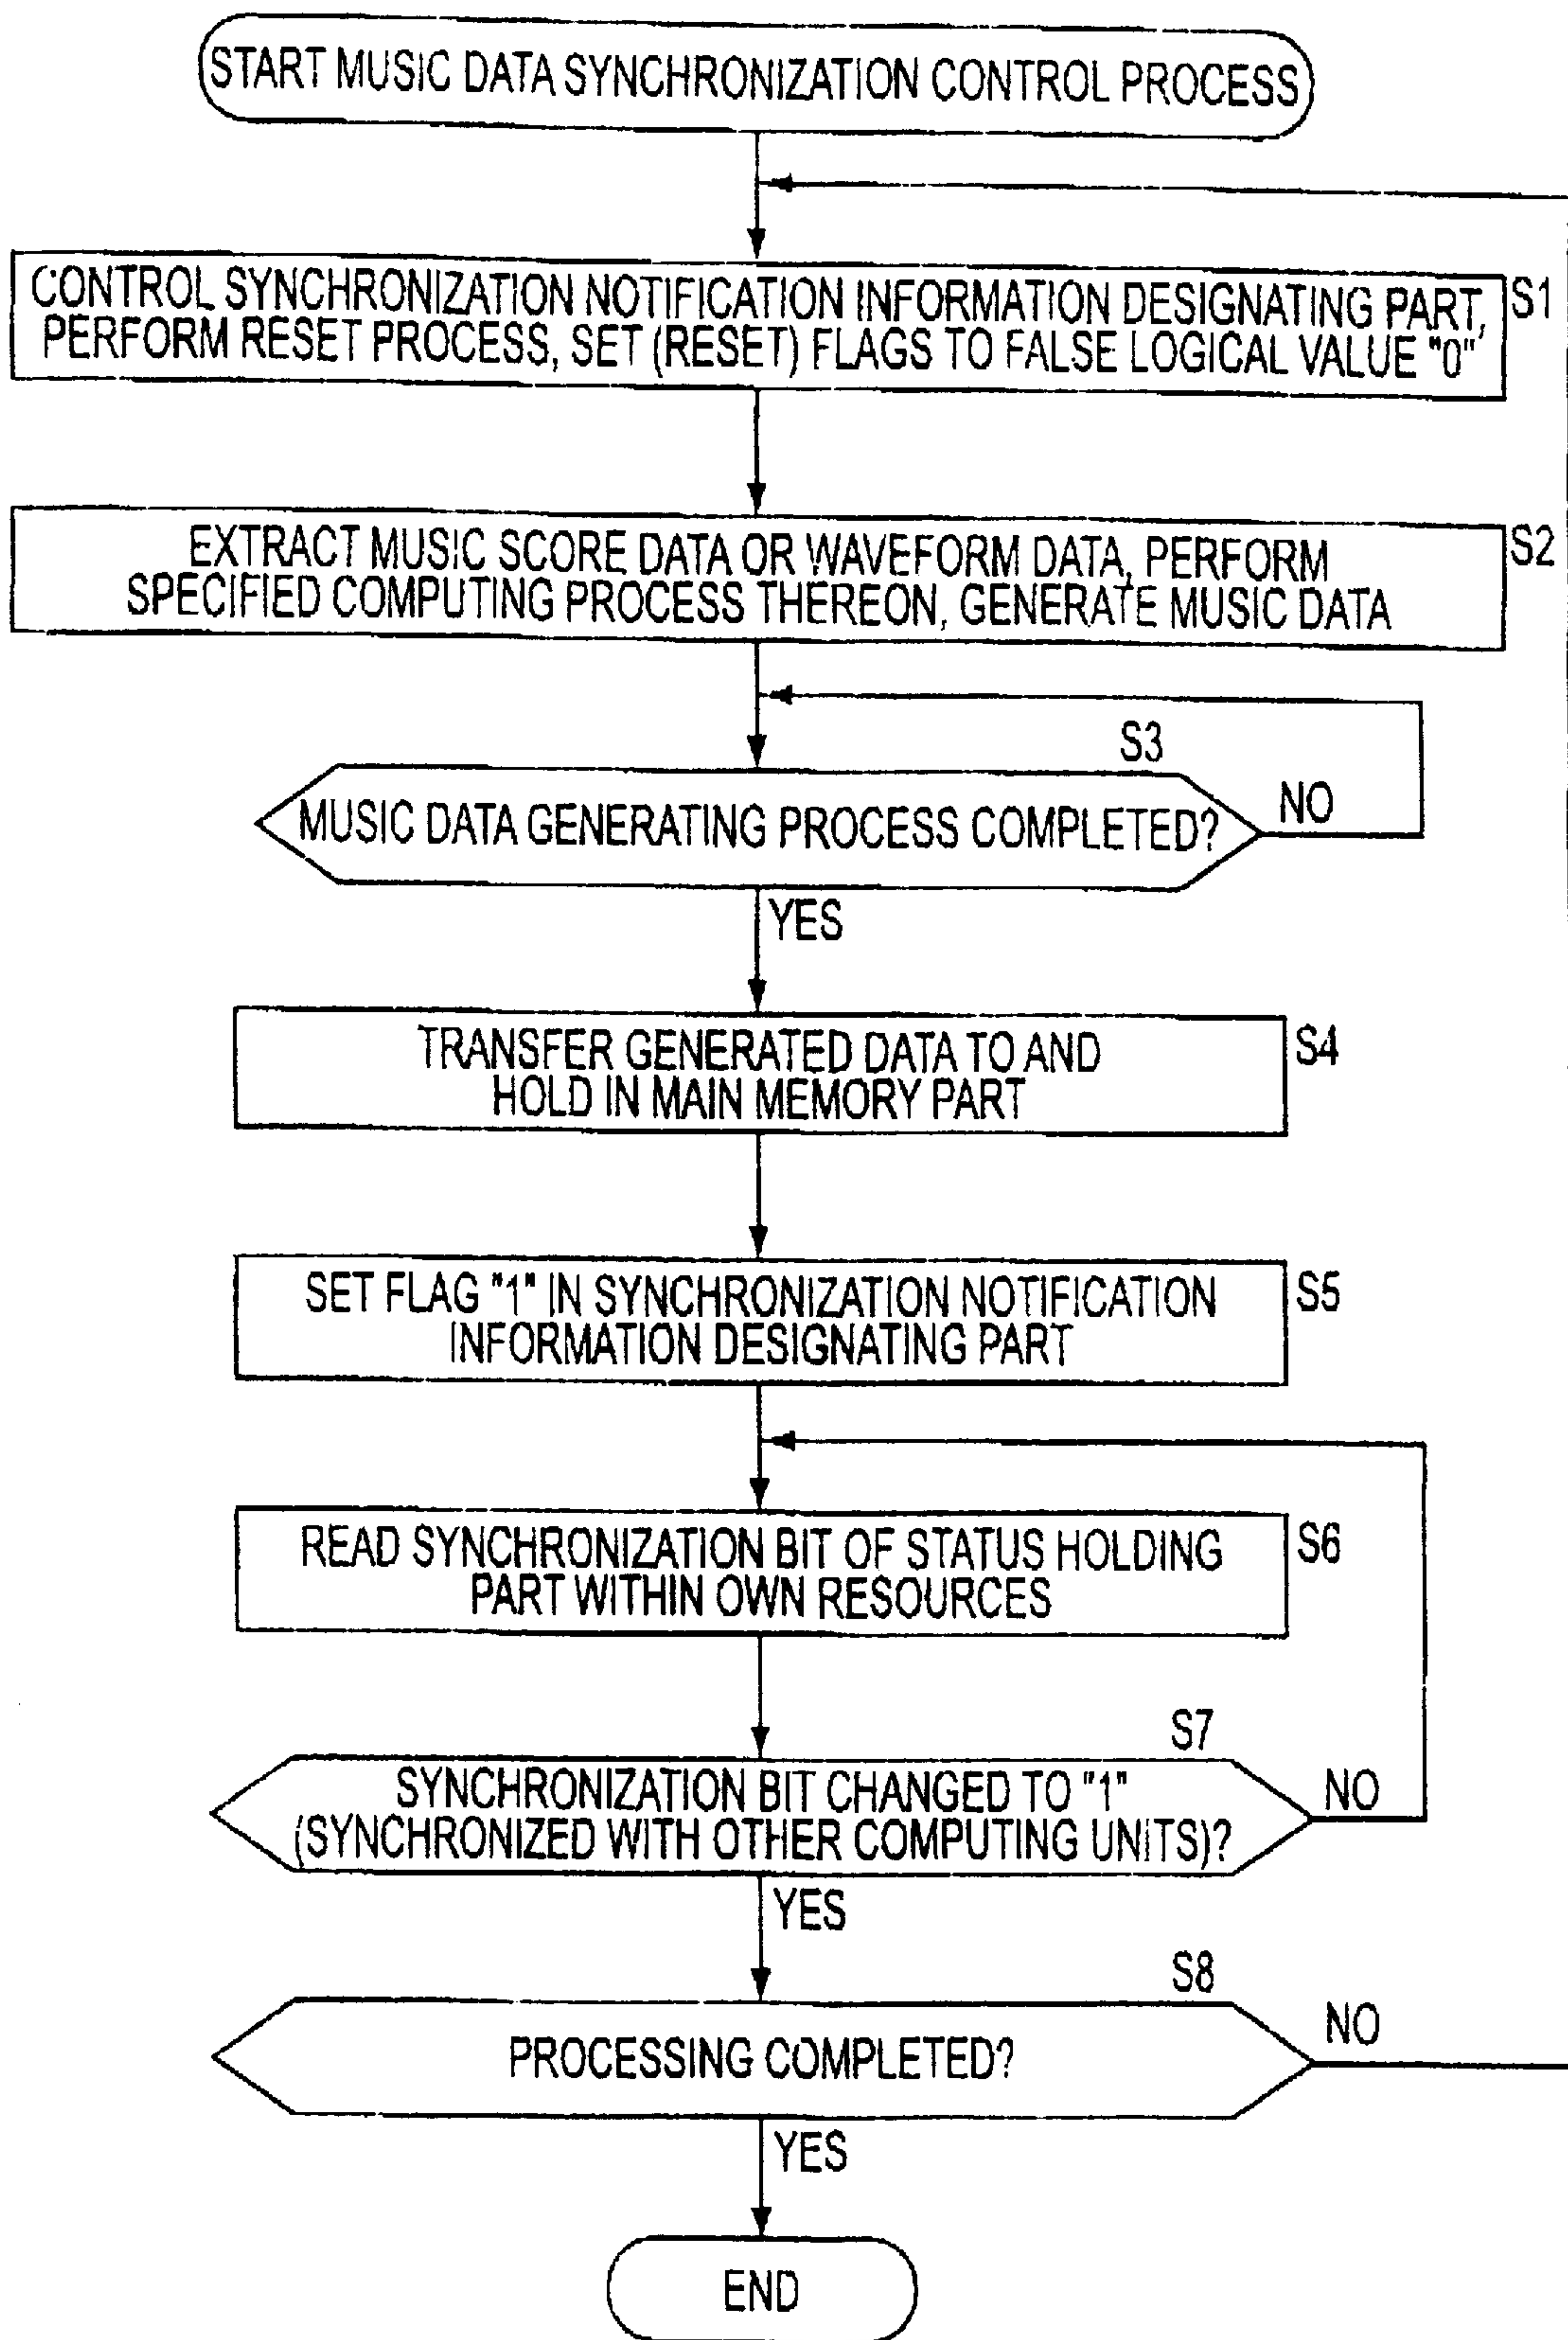 START MUSIC DATA SYNCHRONIZATION CONTROL PROCESS
CONTROL SYNCHRONIZATION NOTIFICATION INFORMATION DESIGNATING PART,
PERFORM RESET PROCESS, SET (RESET) FLAGS TO FALSE LOGICAL VALUE "0"
S1
EXTRACT MUSIC SCORE DATA OR WAVEFORM DATA, PERFORM
SPECIFIED COMPUTING PROCESS THEREON, GENERATE MUSIC DATA
S2
S3
MUSIC DATA GENERATING PROCESS COMPLETED?
NO
YES
TRANSFER GENERATED DATA TO AND
HOLD IN MAIN MEMORY PART
S4
SET FLAG "1" IN SYNCHRONIZATION NOTIFICATION
INFORMATION DESIGNATING PART
S5
READ SYNCHRONIZATION BIT OF STATUS HOLDING
PART WITHIN OWN RESOURCES
S6
S7
SYNCHRONIZATION BIT CHANGED TO "1"
(SYNCHRONIZED WITH OTHER COMPUTING UNITS)?
NO
YES
S8
PROCESSING COMPLETED?
NO
YES
END